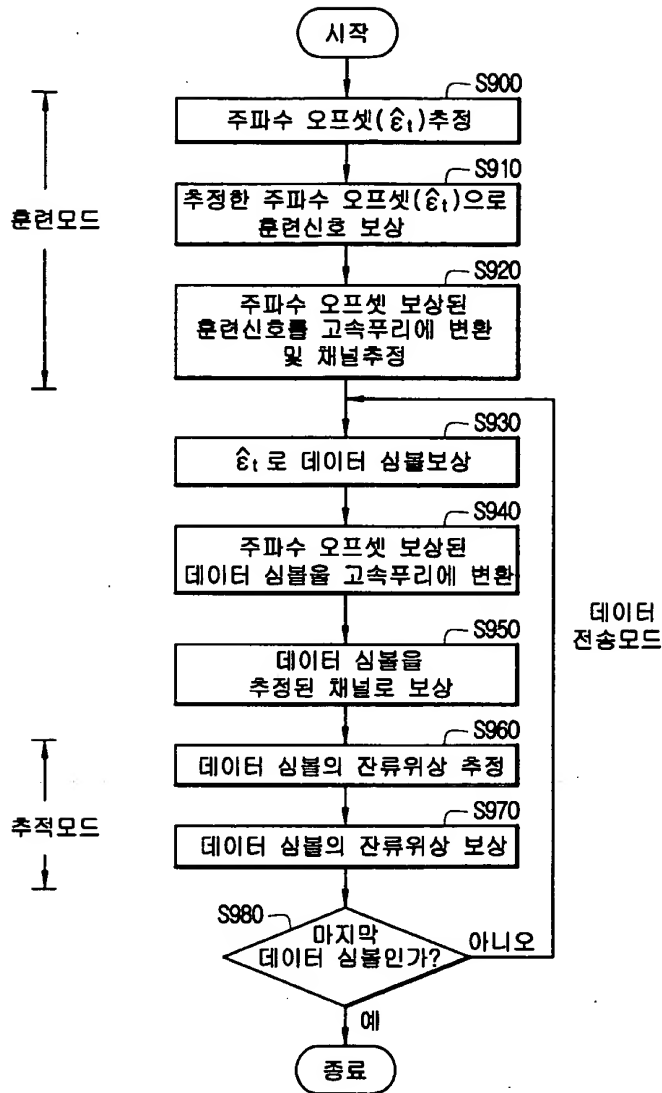 시작
S900
주파수 오프셋(ε̂t)추정
S910
추정한 주파수 오프셋(ε̂t)으로
훈련신호 보상
훈련모드
S920
주파수 오프셋 보상된
훈련신호를 고속푸리에 변환
및 채널추정
S930
ε̂t 로 데이터 심볼보상
S940
주파수 오프셋 보상된
데이터 심볼을 고속푸리에 변환
데이터
전송모드
S950
데이터 심볼을
추정된 채널로 보상
S960
데이터 심볼의 잔류위상 추정
추적모드
S970
데이터 심볼의 잔류위상 보상
S980
마지막
데이터 심볼인가?
아니오
예
종료